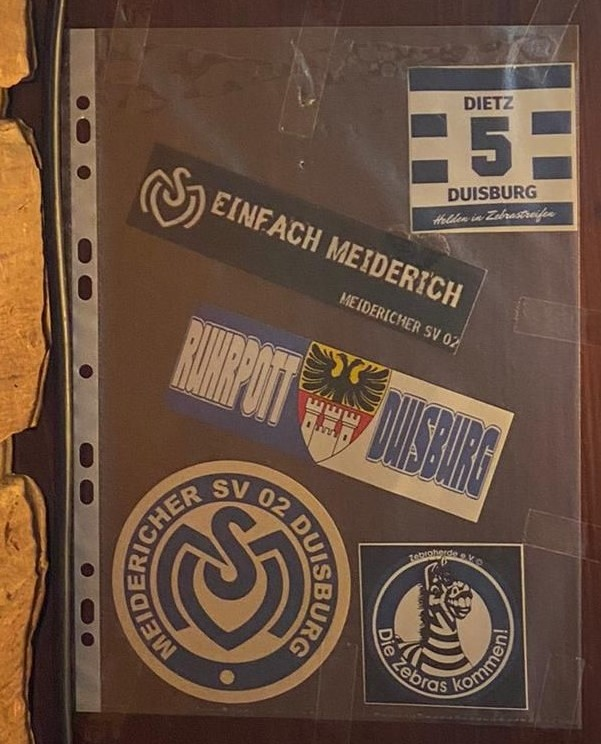 DIETZ
5
DUISBURG
Helden in Zebrastreifen
EINFACH MEIDERICH
MEIDERICHER SV 02
RUHRPOTT DUISBURG
MEIDERICHER SV 02 DUISBURG
MSV
Zebraherde e.V.©
Die Zebras kommen!